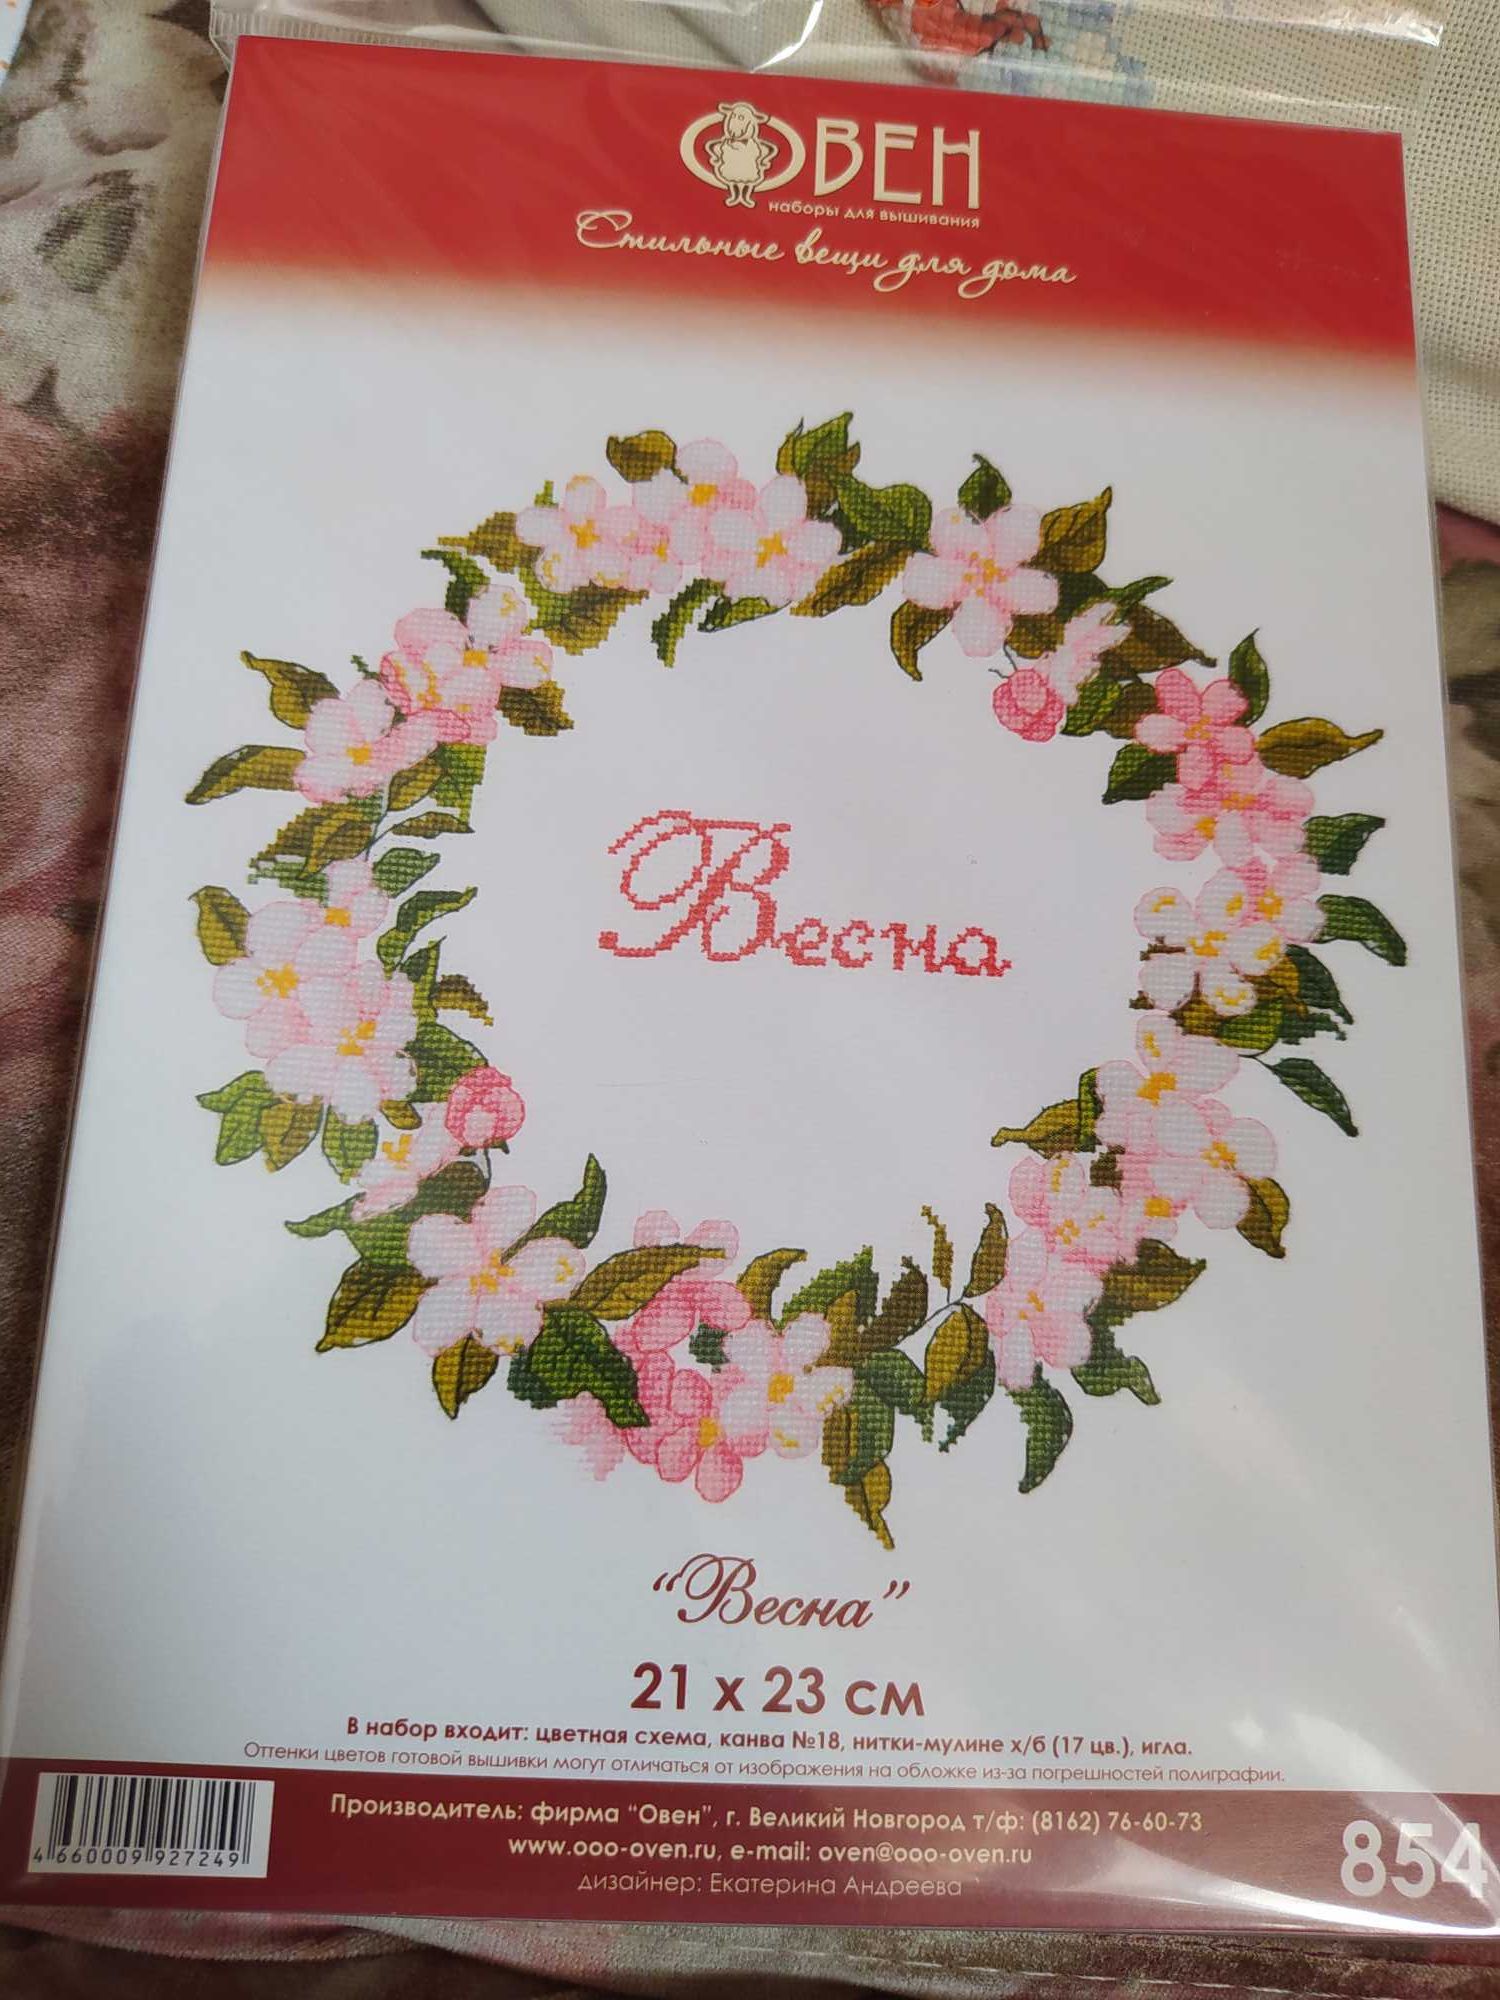 ОВЕН
наборы для вышивания
Стильные вещи для дома
Весна
“Весна”
21 х 23 см
В набор входит: цветная схема, канва №18, нитки-мулине х/б (17 цв.), игла.
Оттенки цветов готовой вышивки могут отличаться от изображения на обложке из-за погрешностей полиграфии.
Производитель: фирма “Овен”, г. Великий Новгород т/ф: (8162) 76-60-73
www.ooo-oven.ru, e-mail: oven@ooo-oven.ru
дизайнер: Екатерина Андреева
4 660009 927249
854